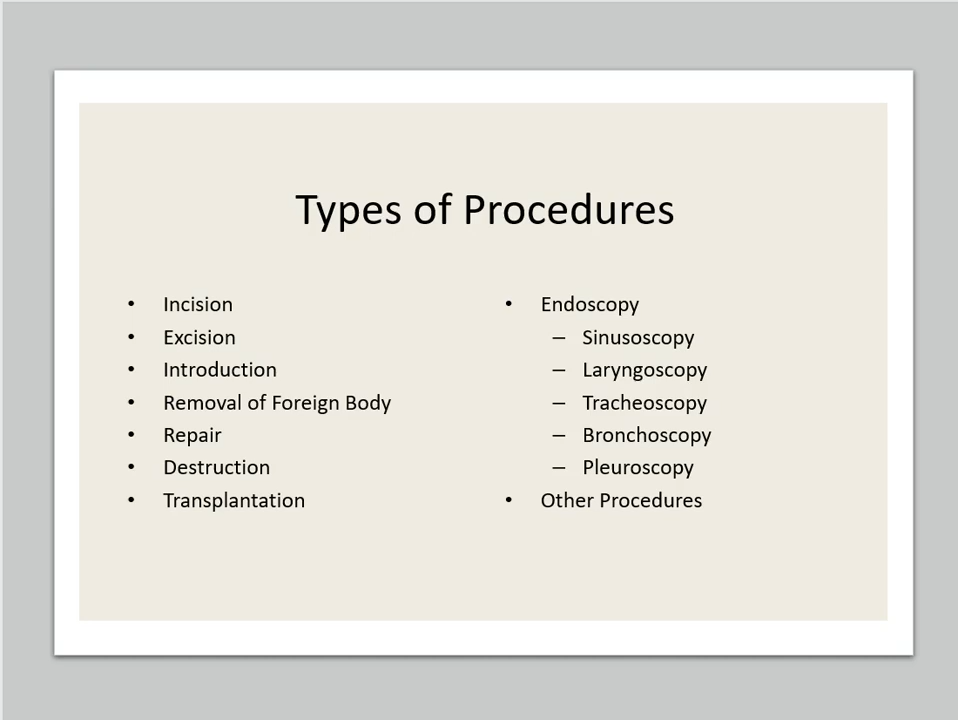 Types of Procedures
• Incision
• Excision
• Introduction
• Removal of Foreign Body
• Repair
• Destruction
• Transplantation
• Endoscopy
– Sinusoscopy
– Laryngoscopy
– Tracheoscopy
– Bronchoscopy
– Pleuroscopy
• Other Procedures